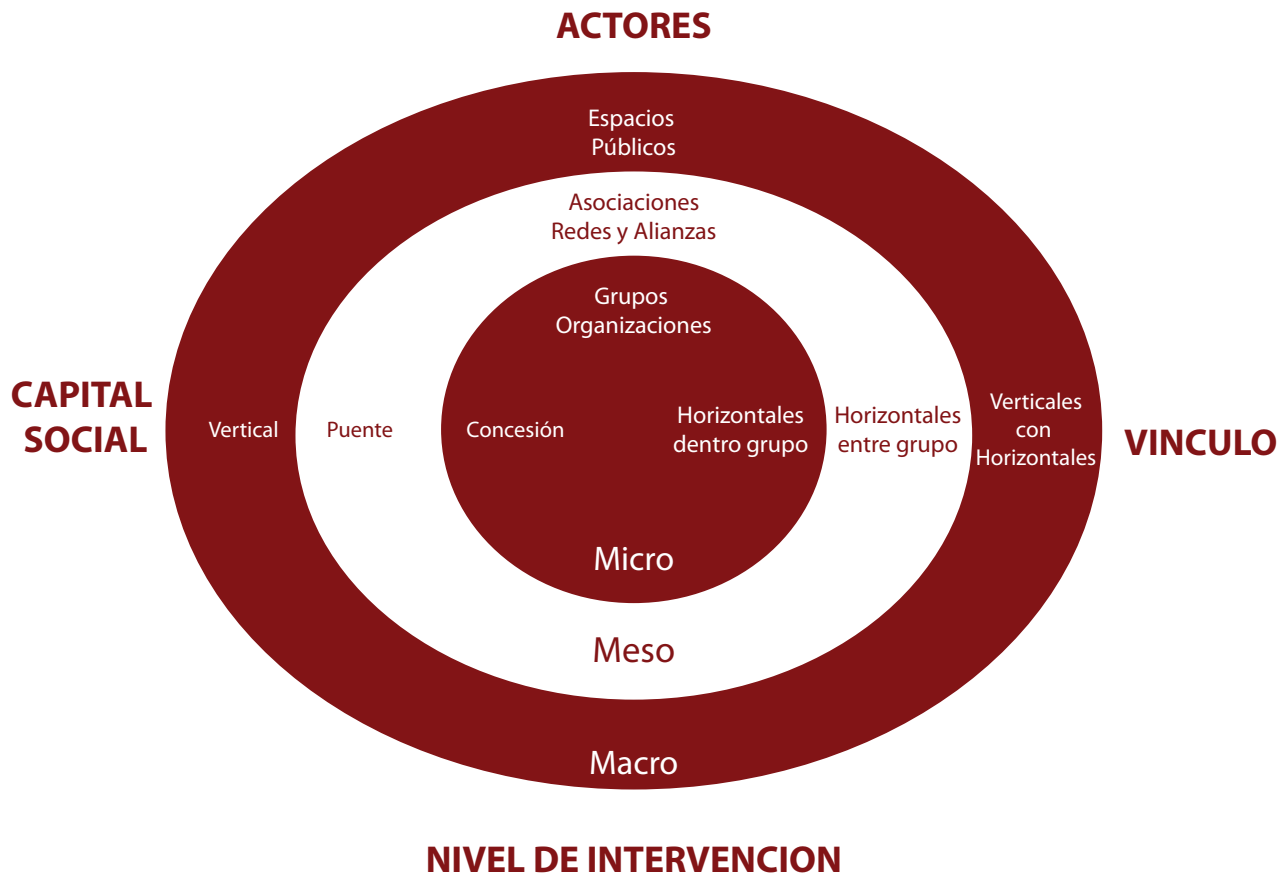 ACTORES
Espacios
Públicos
Asociaciones
Redes y Alianzas
Grupos
Organizaciones
CAPITAL
SOCIAL
Vertical
Puente
Concesión
Horizontales
dentro grupo
Horizontales
entre grupo
Verticales
con
Horizontales
VINCULO
Micro
Meso
Macro
NIVEL DE INTERVENCION